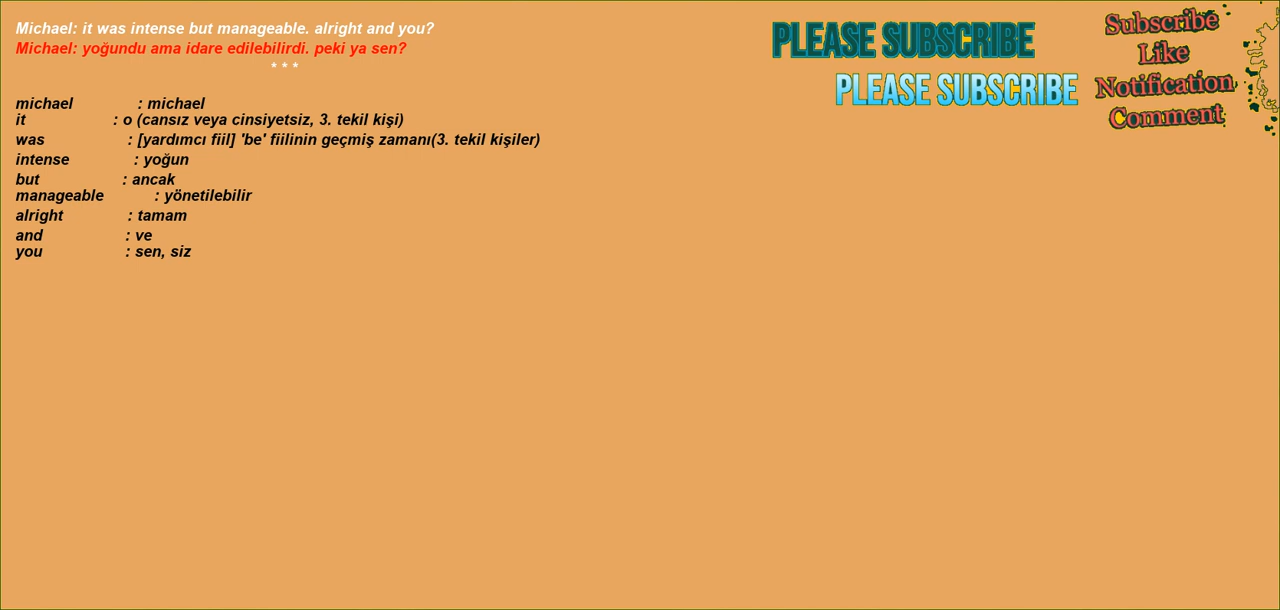 Michael: it was intense but manageable. alright and you?
Michael: yoğundu ama idare edilebilirdi. peki ya sen?
* * *
michael : michael
it : o (cansız veya cinsiyetsiz, 3. tekil kişi)
was : [yardımcı fiil] 'be' fiilinin geçmiş zamanı(3. tekil kişiler)
intense : yoğun
but : ancak
manageable : yönetilebilir
alright : tamam
and : ve
you : sen, siz
PLEASE SUBSCRIBE
PLEASE SUBSCRIBE
Subscribe
Like
Notification
Comment